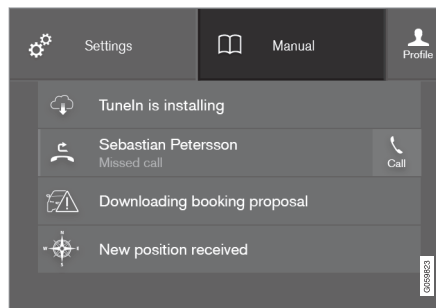 Settings
Manual
Profile
TuneIn is installing
Sebastian Petersson
Missed call
Call
Downloading booking proposal
New position received
G059823